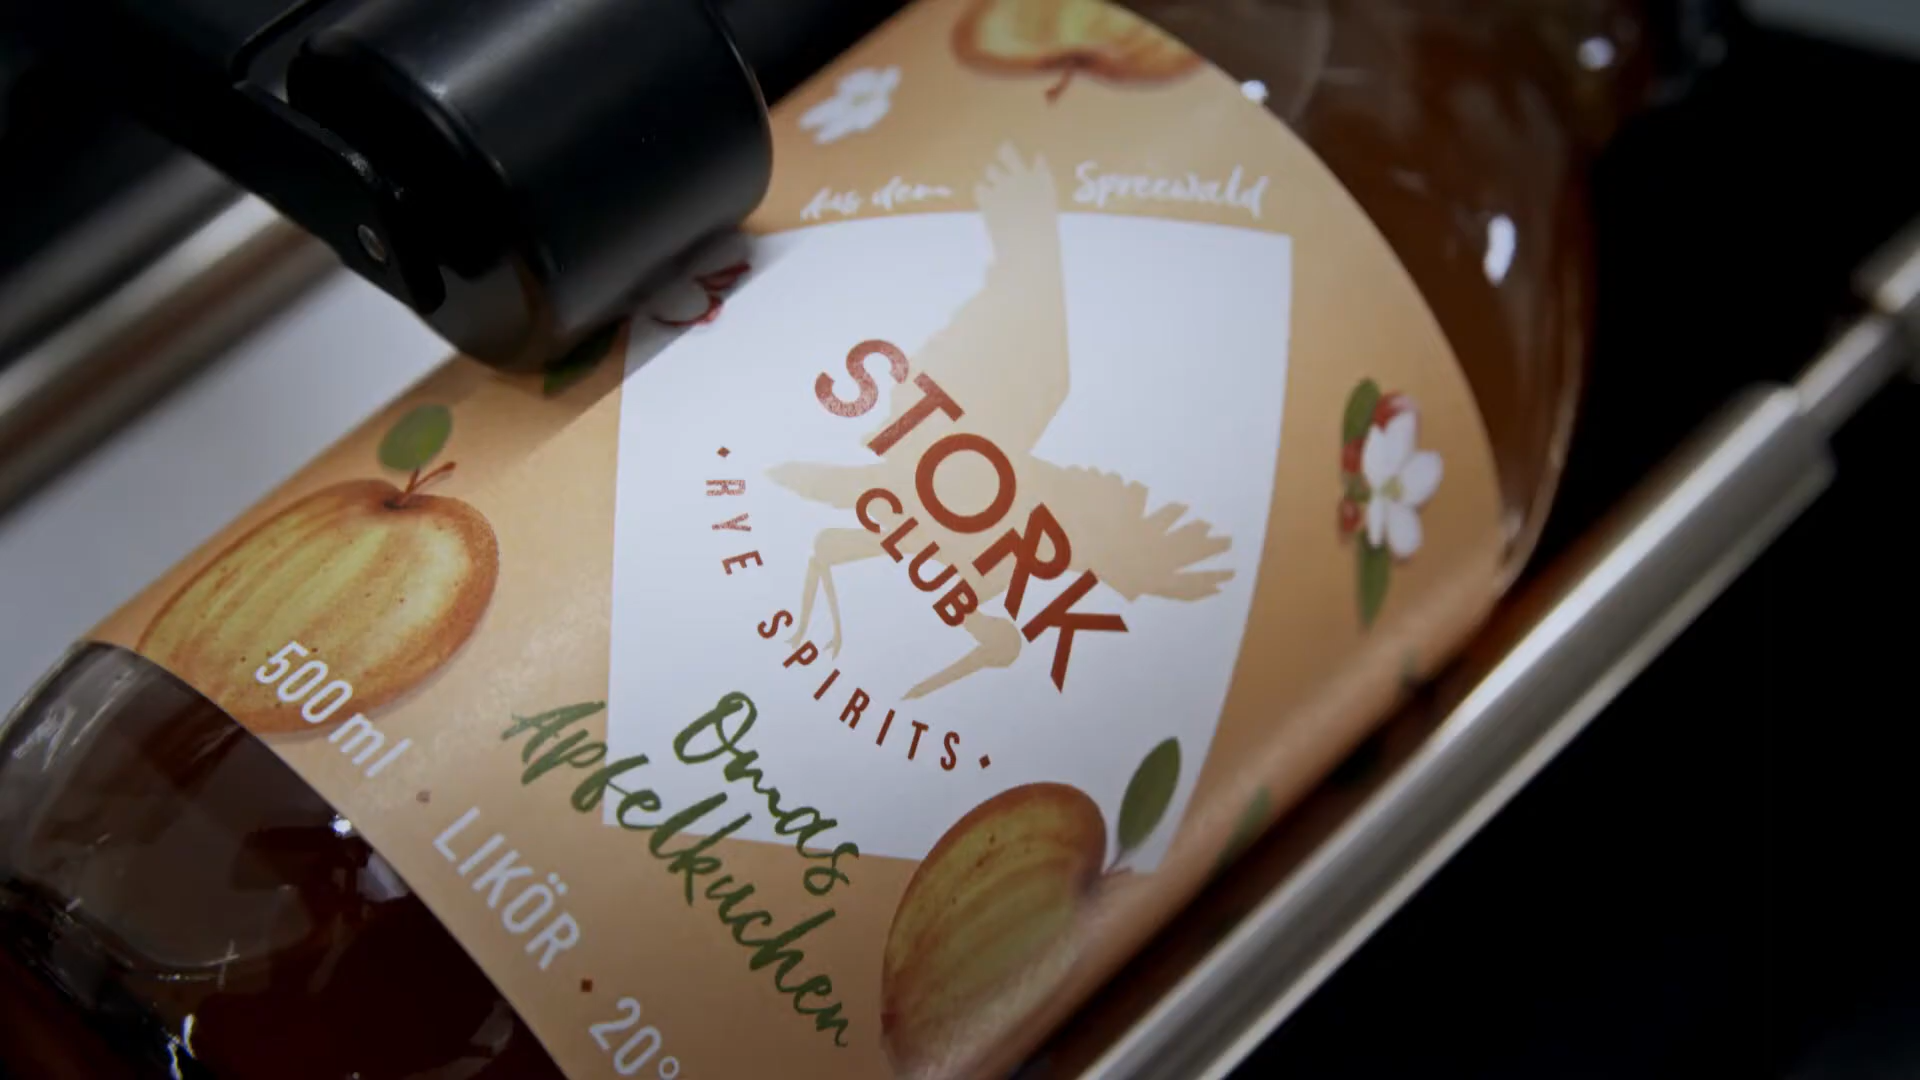 Aus dem Spreewald
STORK
CLUB
• RYE SPIRITS •
Omas
Apfelkuchen
500 ml • LIKÖR • 20°